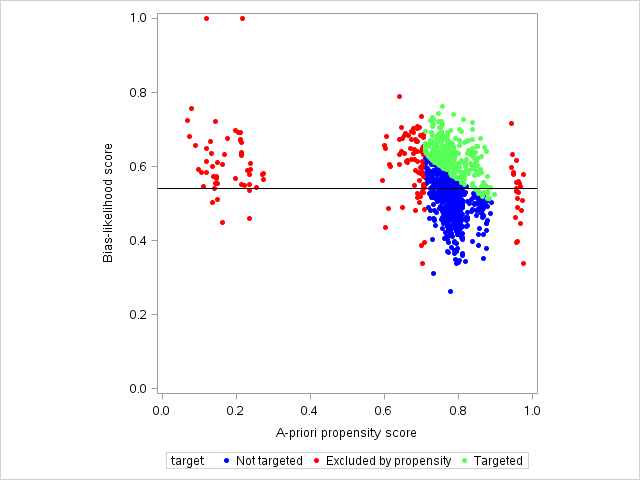 1.0
0.8
0.6
0.4
0.2
0.0
Bias-likelihood score
0.0 0.2 0.4 0.6 0.8 1.0
A-priori propensity score
target Not targeted Excluded by propensity Targeted